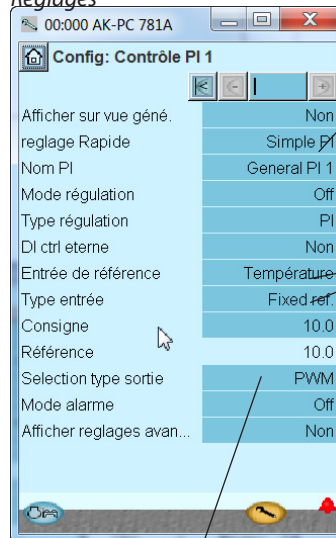 Réglages
00:000 AK-PC 781A
Config: Contrôle PI 1
Afficher sur vue géné. Non
reglage Rapide Simple PI
Nom PI General PI 1
Mode régulation Off
Type régulation PI
DI ctrl eterne Non
Entrée de référence Température
Type entrée Fixed ref.
Consigne 10.0
Référence 10.0
Selection type sortie PWM
Mode alarme Off
Afficher reglages avan... Non